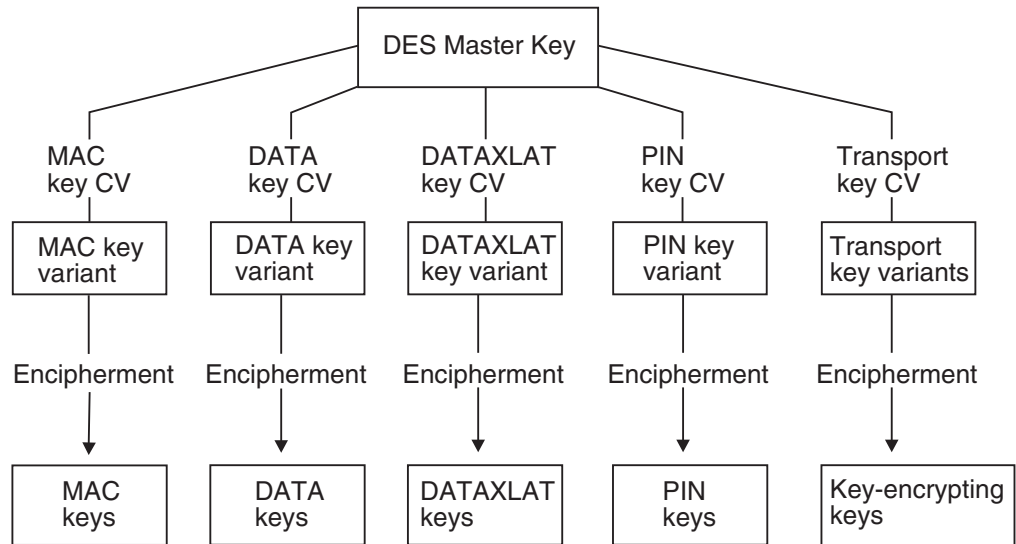 DES Master Key
MAC
key CV
DATA
key CV
DATAXLAT
key CV
PIN
key CV
Transport
key CV
MAC key
variant
DATA key
variant
DATAXLAT
key variant
PIN key
variant
Transport
key variants
Encipherment
Encipherment
Encipherment
Encipherment
Encipherment
MAC
keys
DATA
keys
DATAXLAT
keys
PIN
keys
Key-encrypting
keys